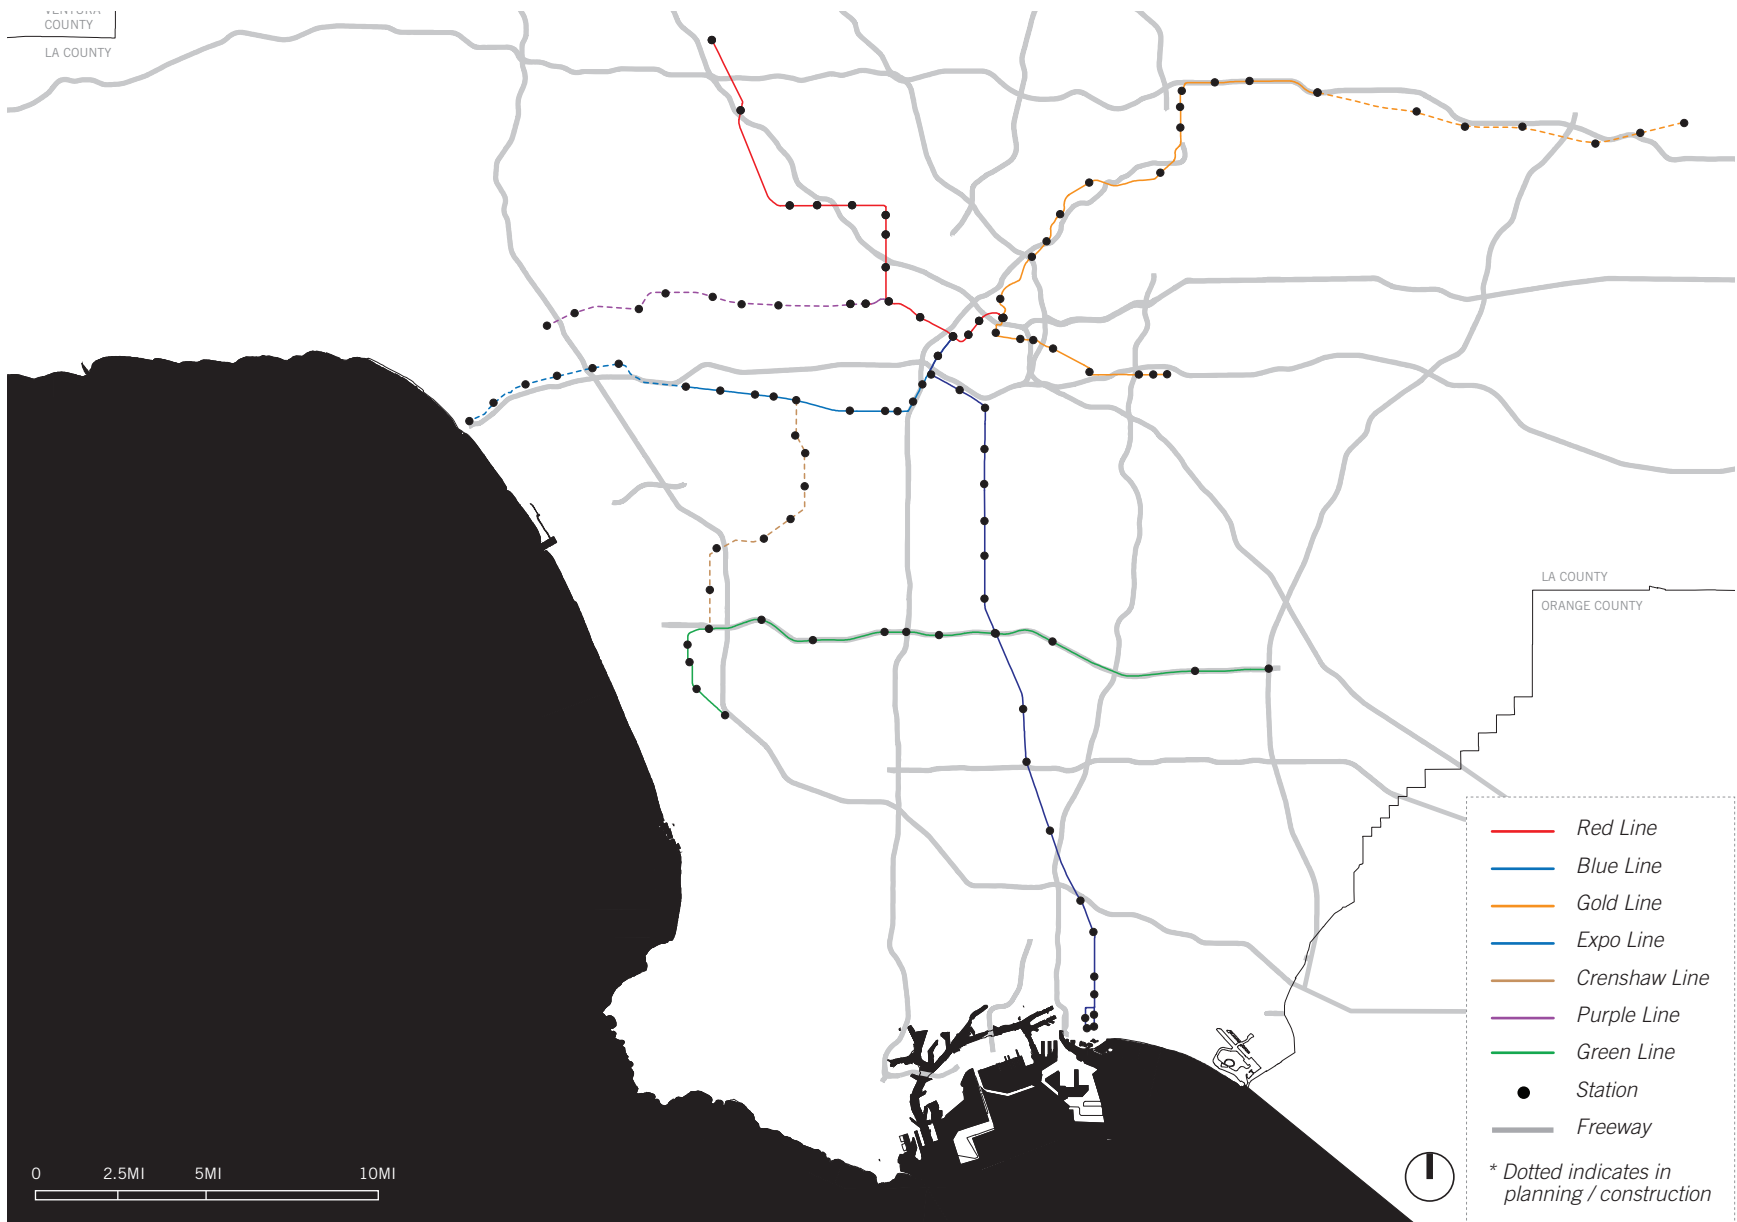 VENTURA
COUNTY
LA COUNTY
LA COUNTY
ORANGE COUNTY
Red Line
Blue Line
Gold Line
Expo Line
Crenshaw Line
Purple Line
Green Line
Station
Freeway
* Dotted indicates in
planning / construction
0 2.5MI 5MI 10MI